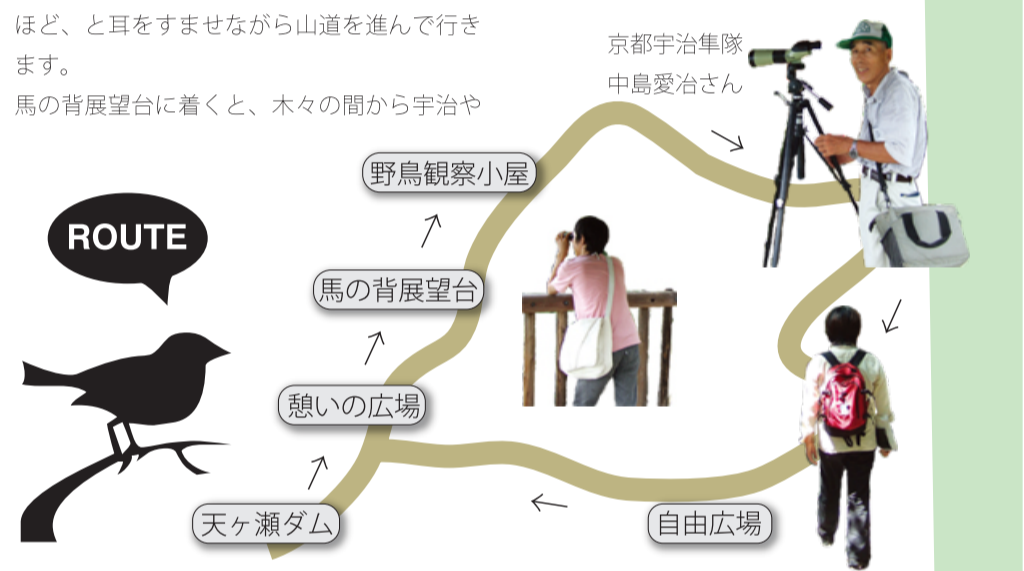 ほど、と耳をすませながら山道を進んで行き
ます。
馬の背展望台に着くと、木々の間から宇治や
京都宇治隼隊
中島愛冶さん
野鳥観察小屋
ROUTE
馬の背展望台
憩いの広場
天ヶ瀬ダム
自由広場